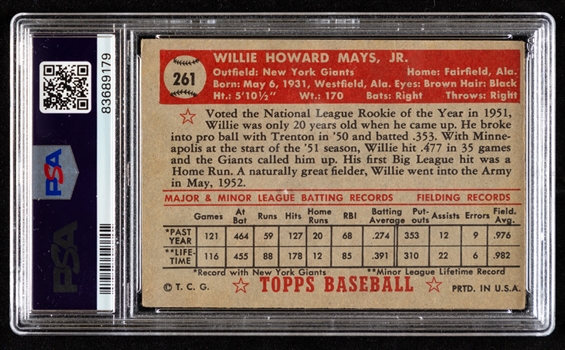 83689179
PSA
PSA
261
WILLIE HOWARD MAYS, JR.
Outfield: New York Giants Home: Fairfield, Ala.
Born: May 6, 1931, Westfield, Ala. Eyes: Brown Hair: Black
Ht.: 5'10½" Wt.: 170 Bats: Right Throws: Right
Voted the National League Rookie of the Year in 1951,
Willie was only 20 years old when he came up. He broke
into pro ball with Trenton in '50 and batted .353. With Minne-
apolis at the start of the '51 season, Willie hit .477 in 35 games
and the Giants called him up. His first Big League hit was a
Home Run. A naturally great fielder, Willie went into the Army
in May, 1952.
MAJOR & MINOR LEAGUE BATTING RECORDS FIELDING RECORDS
Games At Bat Runs Hits Home Runs RBI Batting Average Put-outs Assists Errors Field. Avg.
*PAST YEAR 121 464 59 127 20 68 .274 353 12 9 .976
**LIFE-TIME 116 455 88 178 12 85 .391 310 22 6 .982
*Record with New York Giants **Minor League Lifetime Record
© T. C. G. TOPPS BASEBALL PRTD. IN U.S.A.